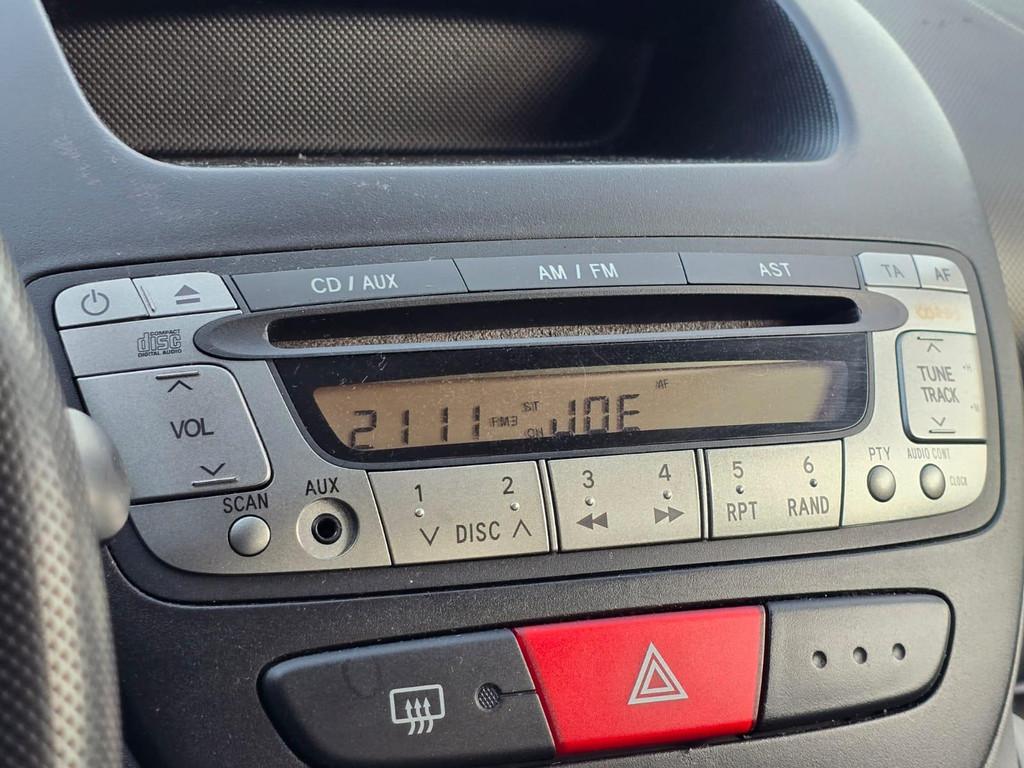 CD / AUX AM / FM AST TA AF
COMPACT
disc
DIGITAL AUDIO
AF
ST
2111 FM3 JOE
ON
VOL
TUNE
TRACK
PTY AUDIO CONT
CLOCK
SCAN AUX
1 2 3 4 5 6
DISC RPT RAND